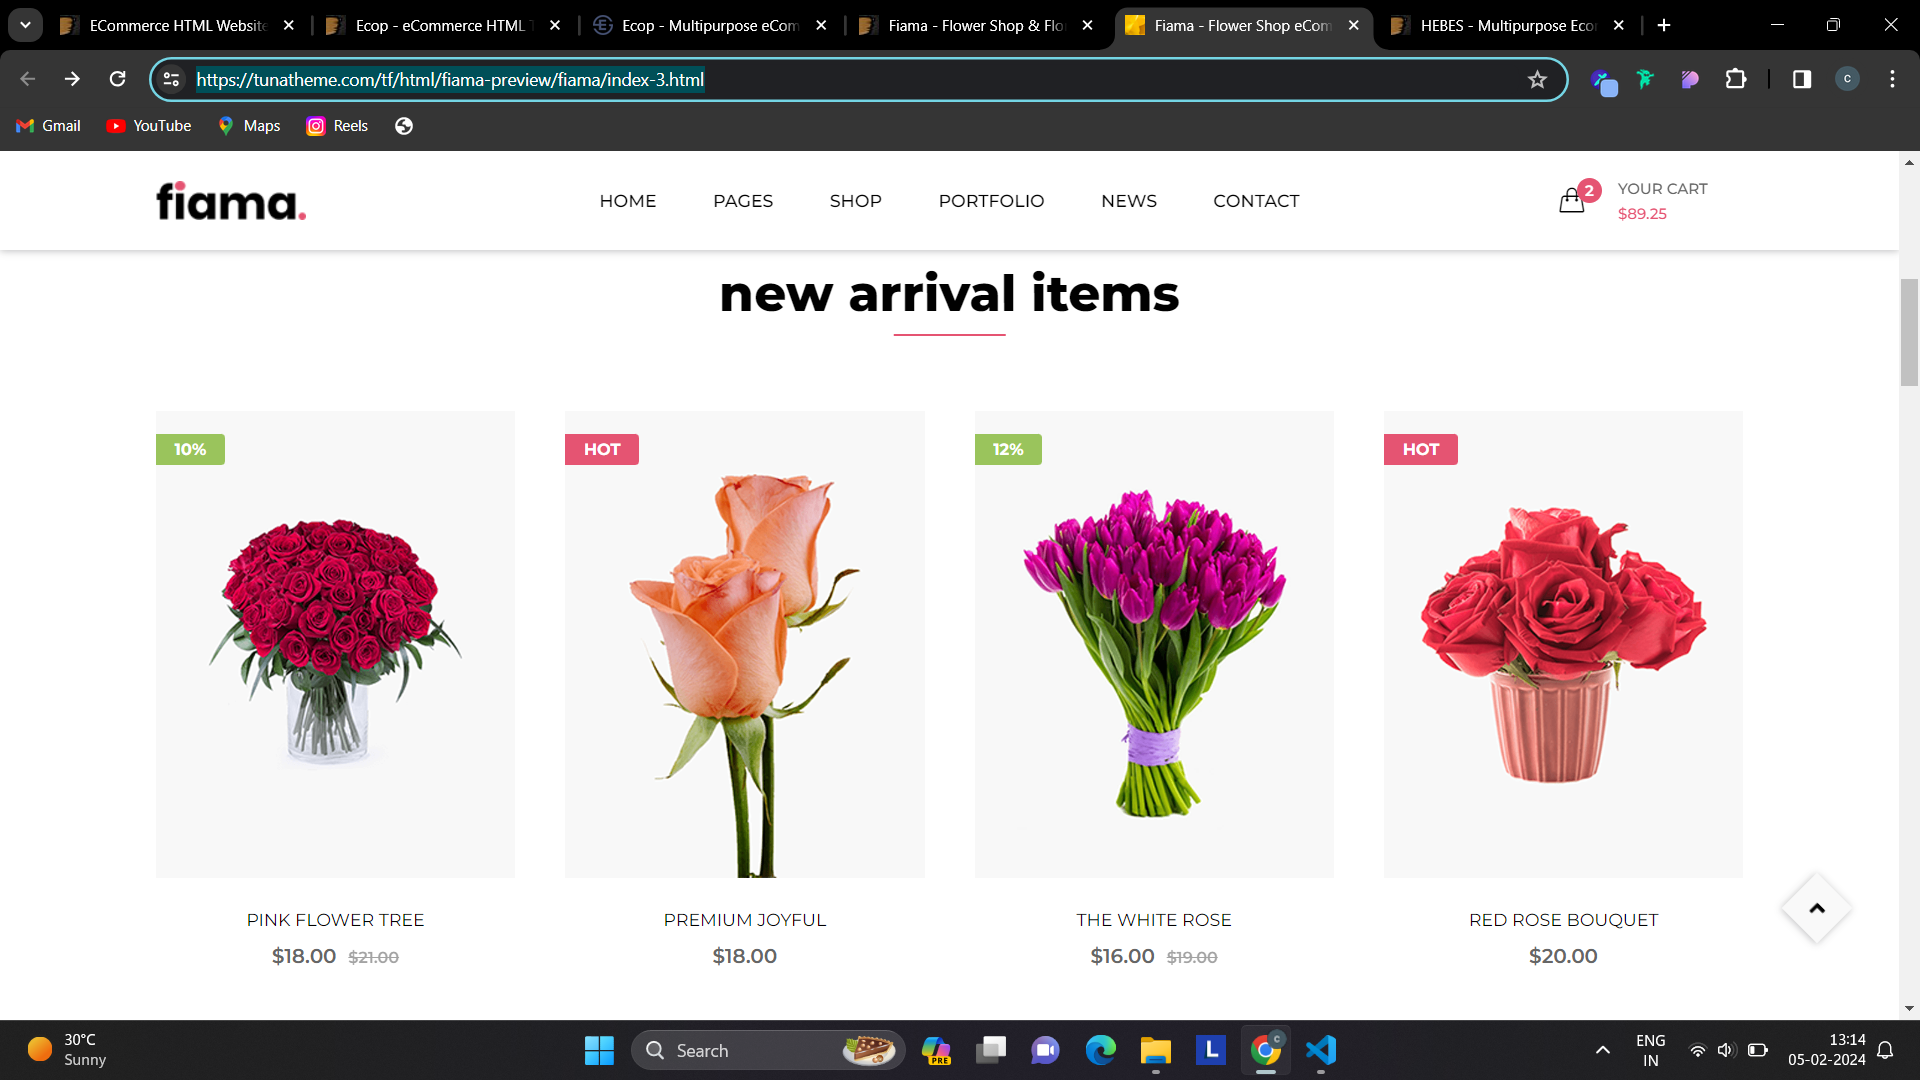 ECommerce HTML Website
Ecop - eCommerce HTML T
Ecop - Multipurpose eCom
Fiama - Flower Shop & Flo
Fiama - Flower Shop eCom
HEBES - Multipurpose Eco
https://tunatheme.com/tf/html/fiama-preview/fiama/index-3.html
c
Gmail
YouTube
Maps
Reels
fiama.
HOME
PAGES
SHOP
PORTFOLIO
NEWS
CONTACT
2
YOUR CART
$89.25
new arrival items
10%
HOT
12%
HOT
PINK FLOWER TREE
PREMIUM JOYFUL
THE WHITE ROSE
RED ROSE BOUQUET
$18.00 $21.00
$18.00
$16.00 $19.00
$20.00
30°C
Sunny
Search
PRE
L
C
ENG
IN
13:14
05-02-2024